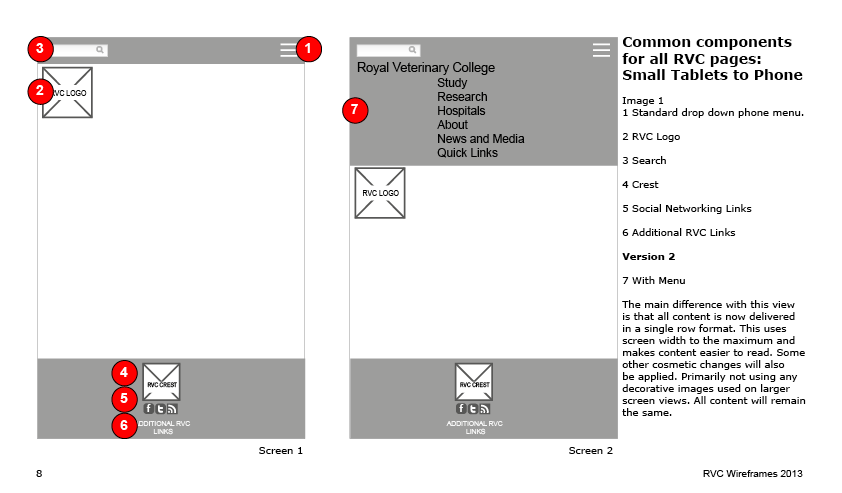 3
1
2
RVC LOGO
4
RVC CREST
5
f t
6
ADDITIONAL RVC
LINKS
Screen 1
Royal Veterinary College
Study
Research
Hospitals
About
News and Media
Quick Links
7
RVC LOGO
RVC CREST
f t
ADDITIONAL RVC
LINKS
Screen 2
Common components
for all RVC pages:
Small Tablets to Phone
Image 1
1 Standard drop down phone menu.
2 RVC Logo
3 Search
4 Crest
5 Social Networking Links
6 Additional RVC Links
Version 2
7 With Menu
The main difference with this view
is that all content is now delivered
in a single row format. This uses
screen width to the maximum and
makes content easier to read. Some
other cosmetic changes will also
be applied. Primarily not using any
decorative images used on larger
screen views. All content will remain
the same.
8
RVC Wireframes 2013